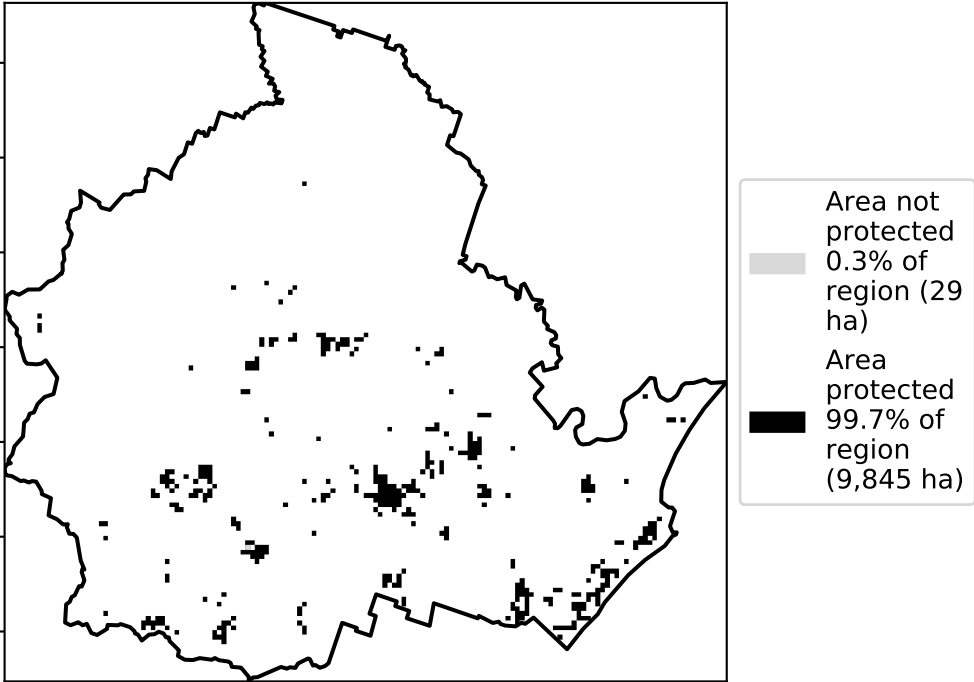 Area not
protected
0.3% of
region (29
ha)
Area
protected
99.7% of
region
(9,845 ha)